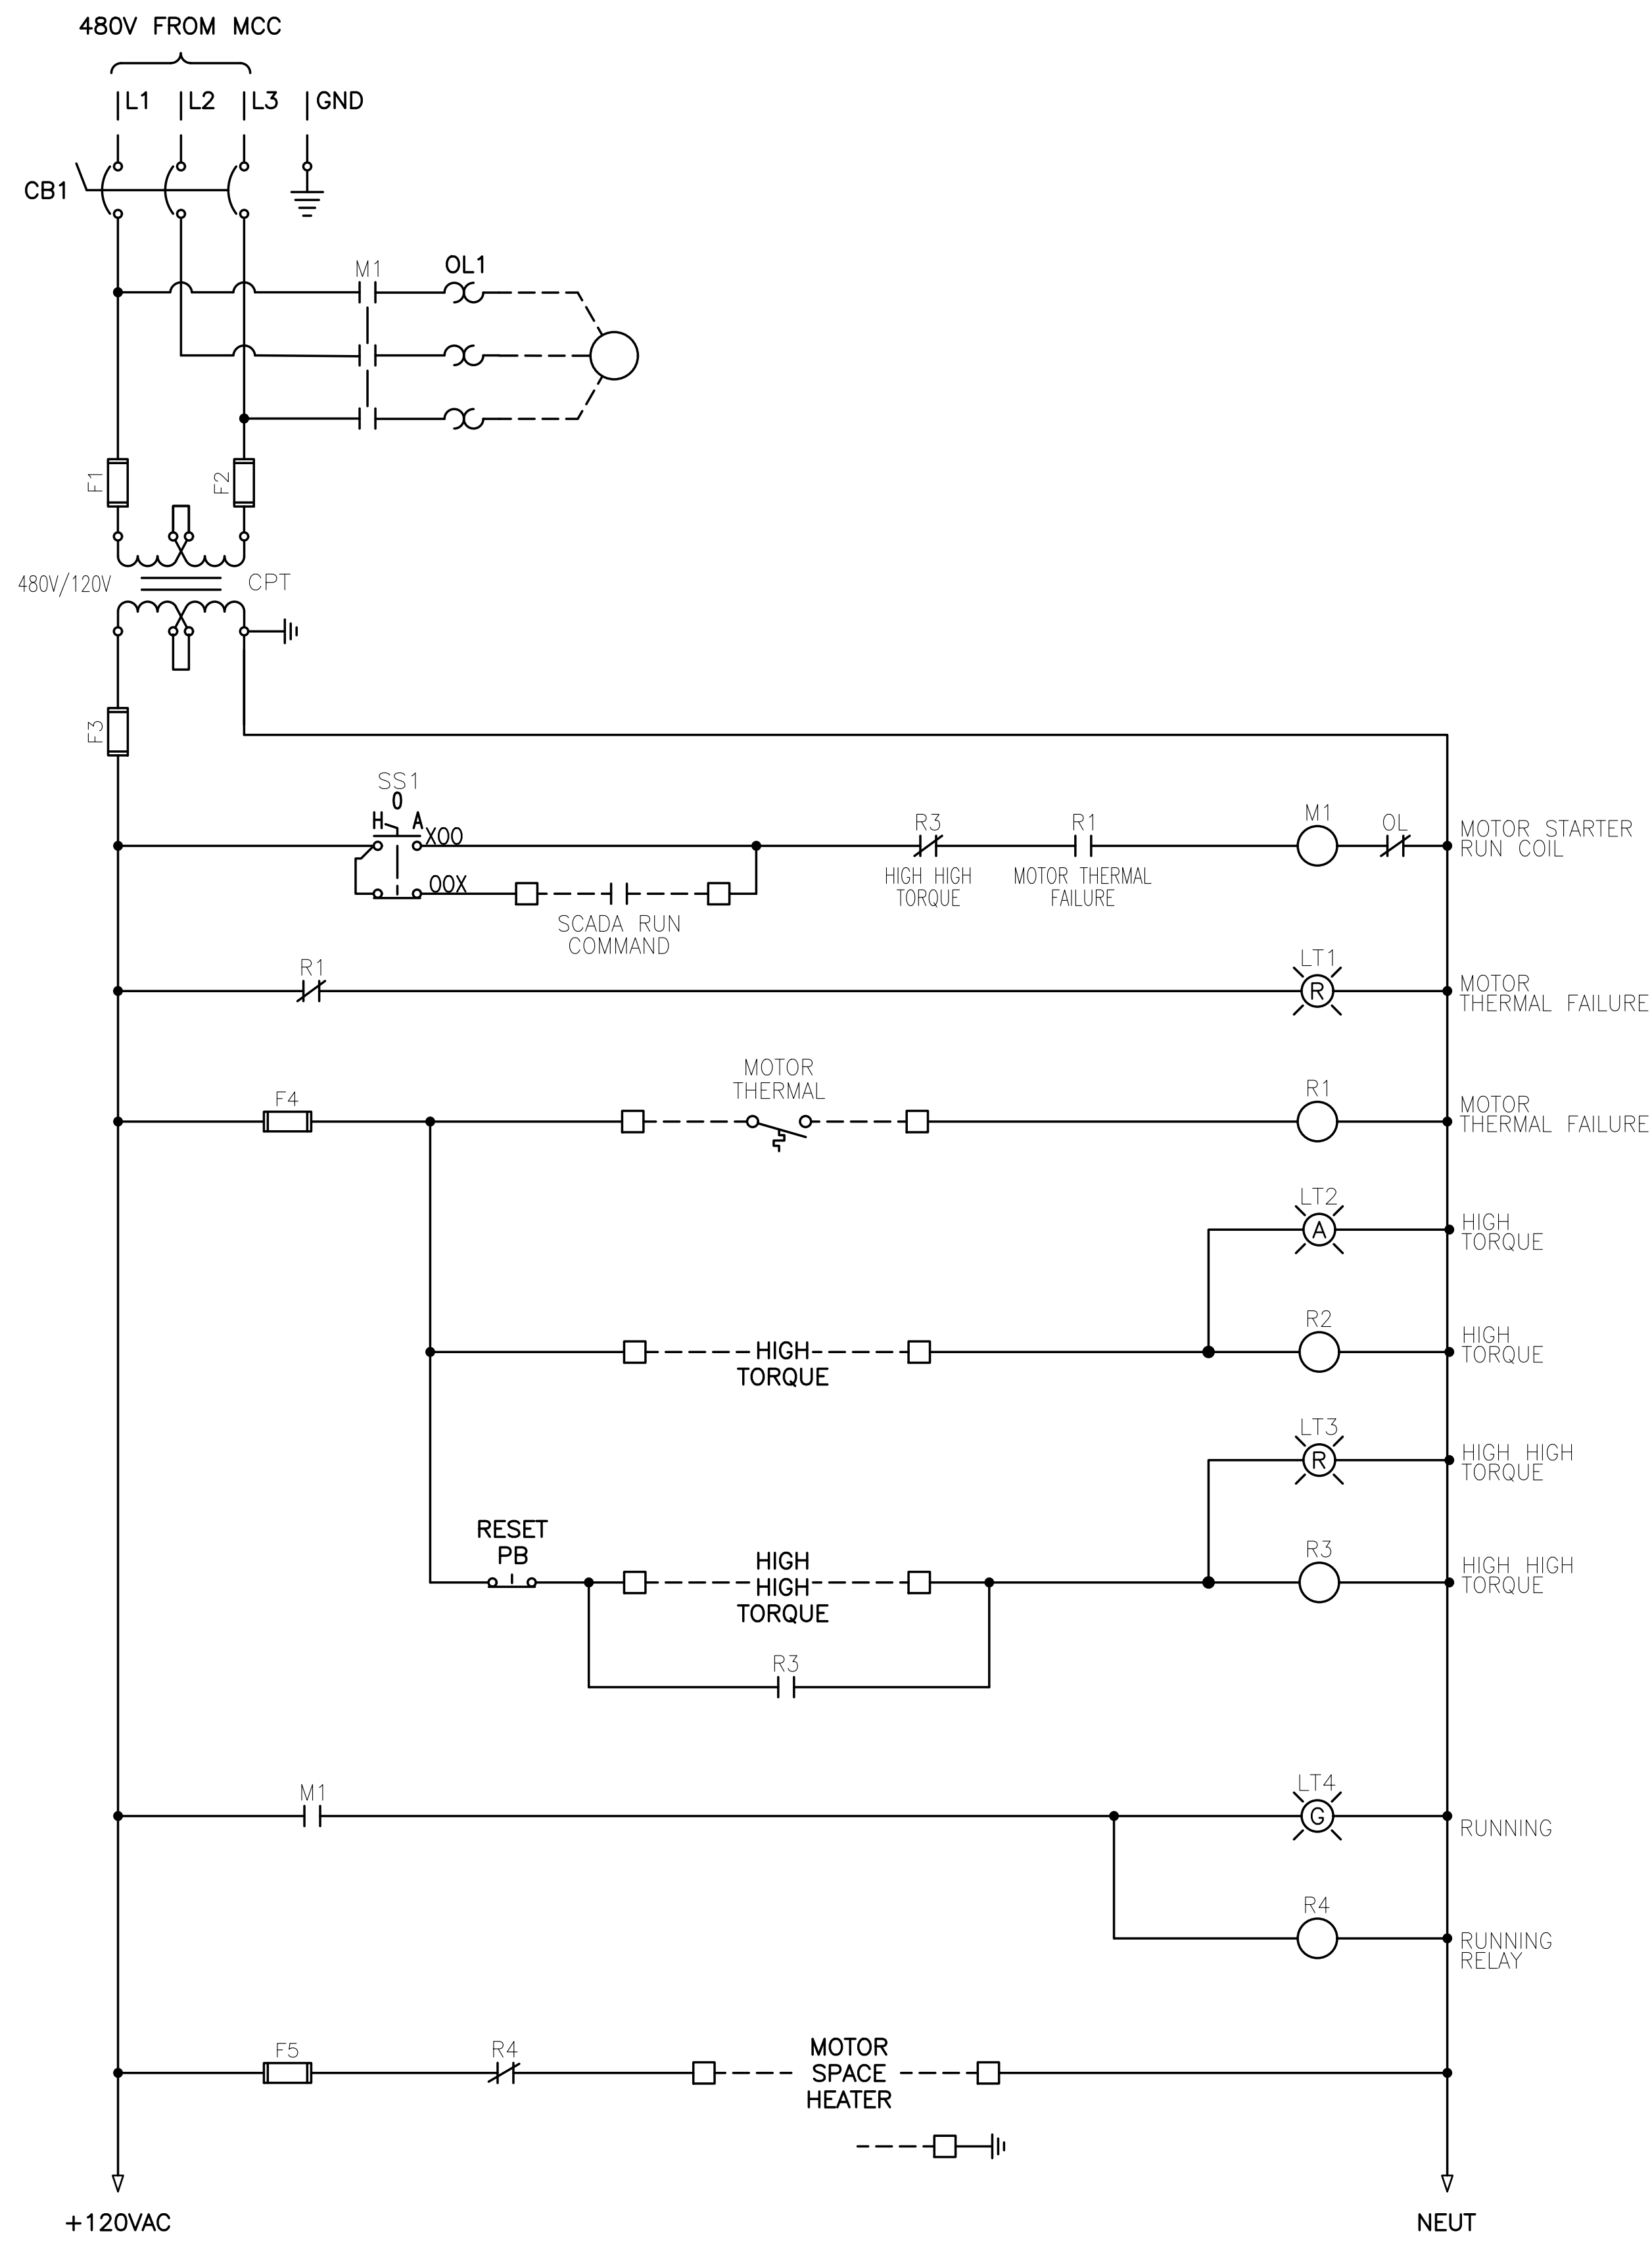 480V FROM MCC
L1 L2 L3 GND
CB1
M1 OL1
F1 F2
480V/120V CPT
F3
SS1
0
H A
X00
R3 R1 M1 OL
MOTOR STARTER
RUN COIL
HIGH HIGH
TORQUE
MOTOR THERMAL
FAILURE
00X
SCADA RUN
COMMAND
R1 LT1
R
MOTOR
THERMAL FAILURE
F4
MOTOR
THERMAL
R1
MOTOR
THERMAL FAILURE
LT2
A
HIGH
TORQUE
HIGH
TORQUE
R2
HIGH
TORQUE
LT3
R
HIGH HIGH
TORQUE
RESET
PB
HIGH
HIGH
TORQUE
R3
HIGH HIGH
TORQUE
R3
M1
LT4
G
RUNNING
R4
RUNNING
RELAY
F5 R4
MOTOR
SPACE
HEATER
+120VAC NEUT